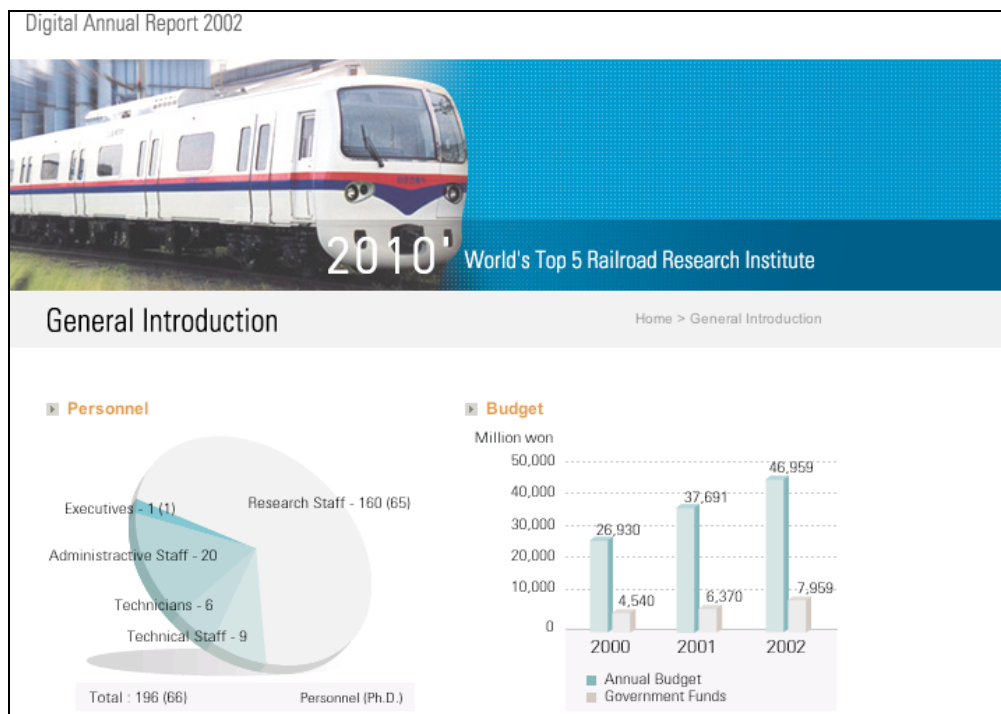 Digital Annual Report 2002
2010' World's Top 5 Railroad Research Institute
General Introduction
Home > General Introduction
Personnel
Executives - 1 (1)
Research Staff - 160 (65)
Administractive Staff - 20
Technicians - 6
Technical Staff - 9
Total : 196 (66)
Personnel (Ph.D.)
Budget
Million won
50,000
40,000
30,000
20,000
10,000
0
26,930
4,540
37,691
6,370
46,959
7,959
2000
2001
2002
Annual Budget
Government Funds